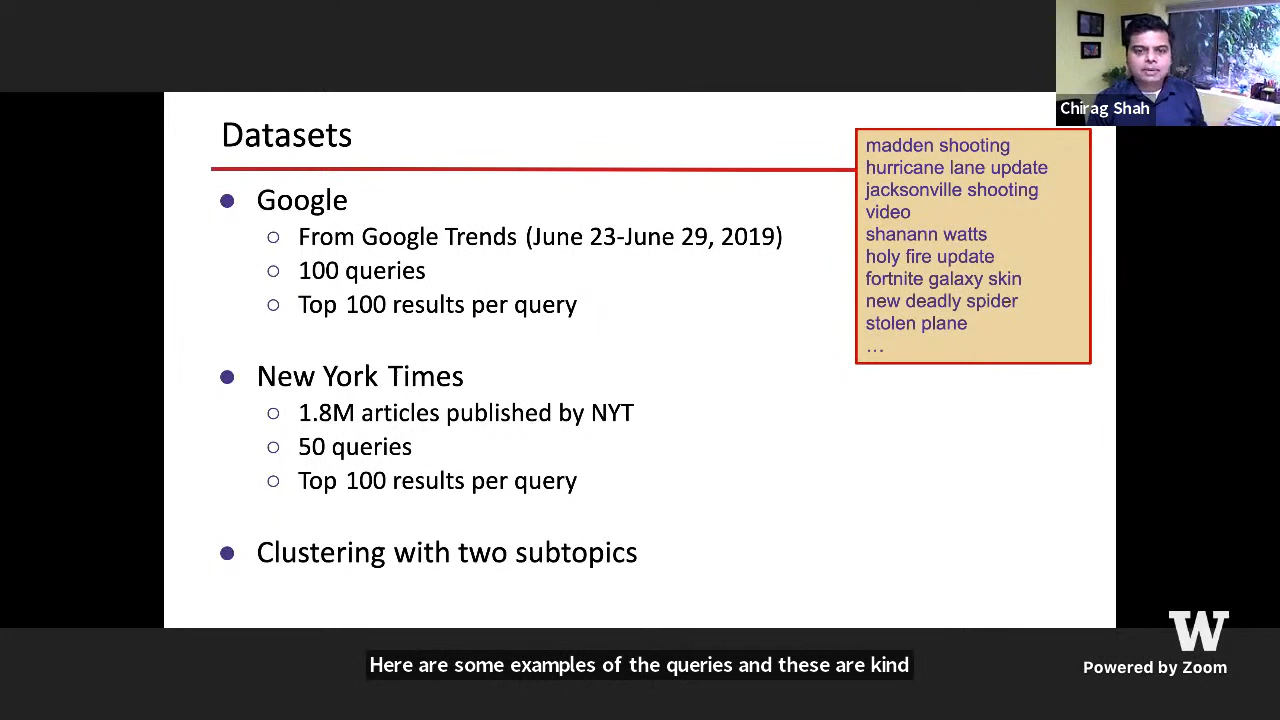 Chirag Shah
Datasets
madden shooting
hurricane lane update
jacksonville shooting
video
shanann watts
holy fire update
fortnite galaxy skin
new deadly spider
stolen plane
...
Google
From Google Trends (June 23-June 29, 2019)
100 queries
Top 100 results per query
New York Times
1.8M articles published by NYT
50 queries
Top 100 results per query
Clustering with two subtopics
W
Powered by Zoom
Here are some examples of the queries and these are kind